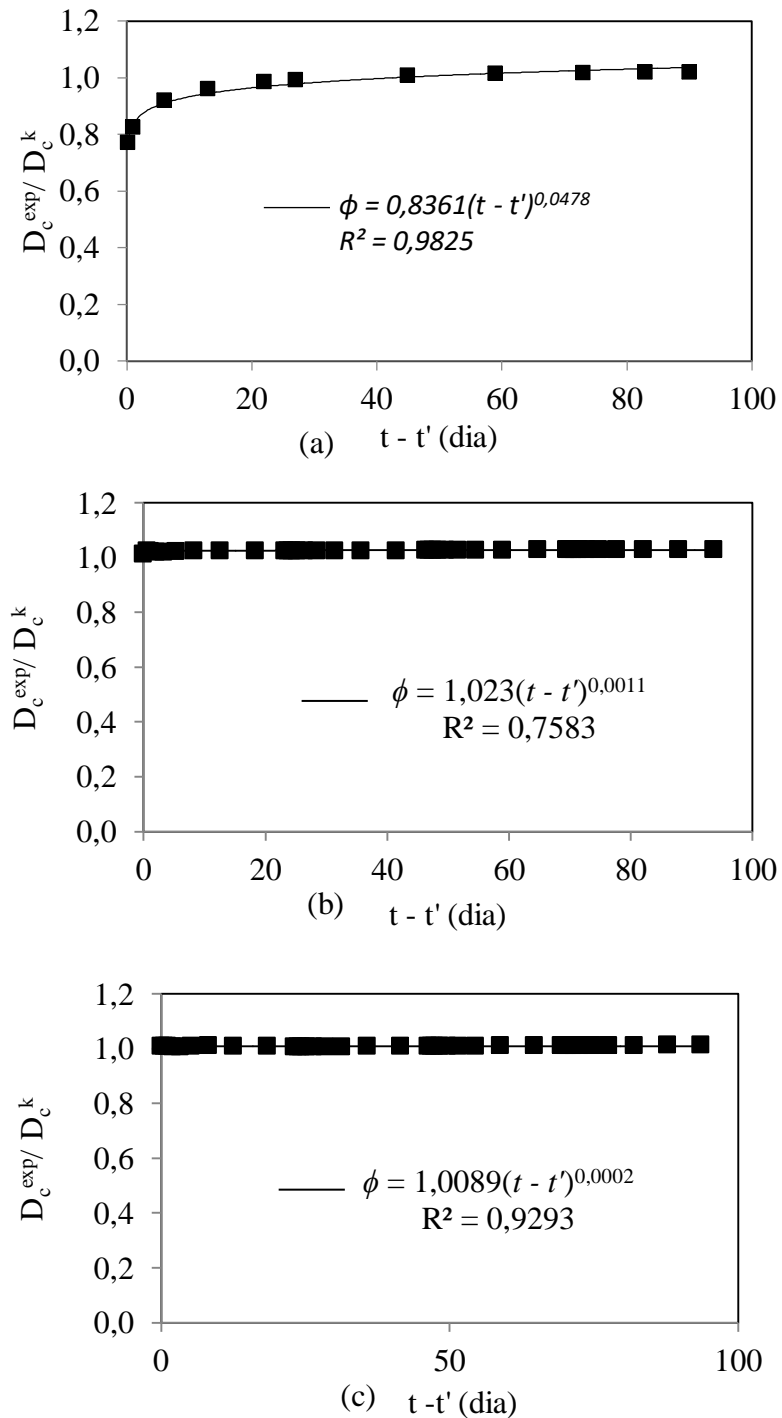 1,2
1,0
0,8
0,6
0,4
0,2
0,0
D_c^exp/ D_c^k
ϕ = 0,8361(t - t')^0,0478
R² = 0,9825
0 20 40 60 80 100
(a) t - t' (dia)
1,2
1,0
0,8
0,6
0,4
0,2
0,0
D_c^exp/ D_c^k
ϕ = 1,023(t - t')^0,0011
R² = 0,7583
0 20 40 60 80 100
(b) t - t' (dia)
1,2
1,0
0,8
0,6
0,4
0,2
0,0
D_c^exp/ D_c^k
ϕ = 1,0089(t - t')^0,0002
R² = 0,9293
0 50 100
(c) t -t' (dia)